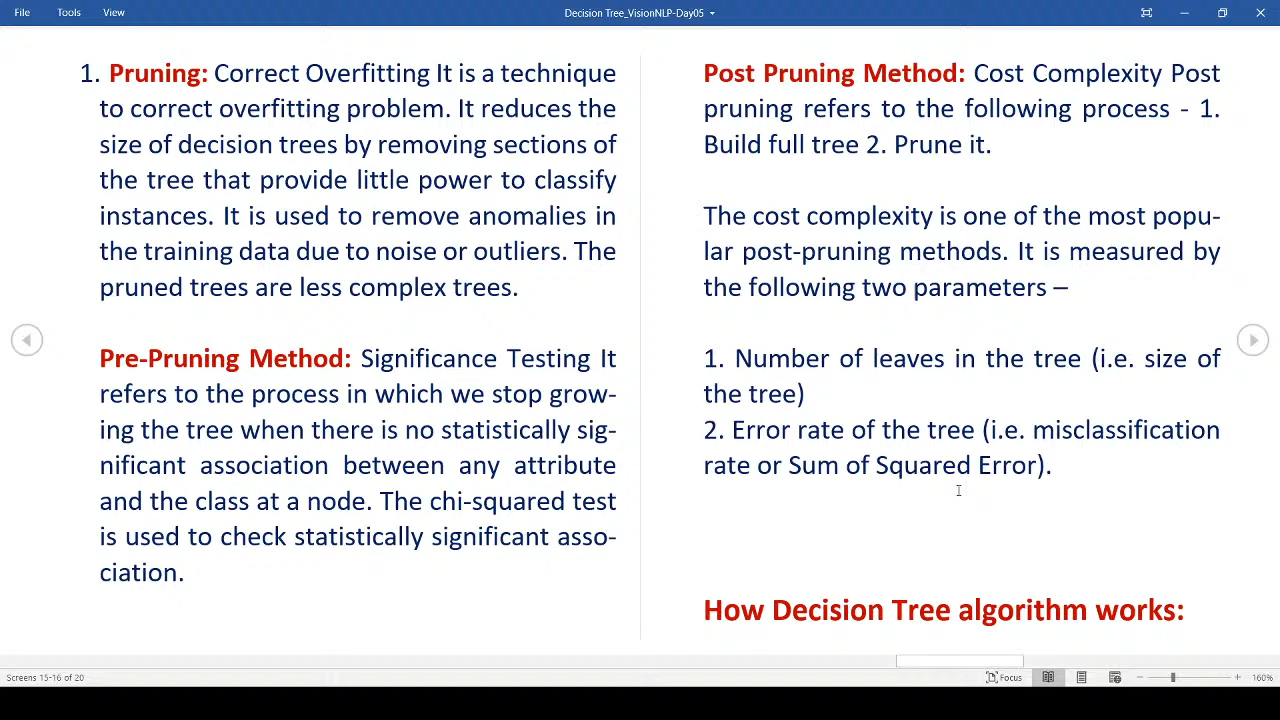 File Tools View
Decision Tree_VisionNLP-Day05
1. Pruning: Correct Overfitting It is a technique
to correct overfitting problem. It reduces the
size of decision trees by removing sections of
the tree that provide little power to classify
instances. It is used to remove anomalies in
the training data due to noise or outliers. The
pruned trees are less complex trees.
Pre-Pruning Method: Significance Testing It
refers to the process in which we stop grow-
ing the tree when there is no statistically sig-
nificant association between any attribute
and the class at a node. The chi-squared test
is used to check statistically significant asso-
ciation.
Post Pruning Method: Cost Complexity Post
pruning refers to the following process - 1.
Build full tree 2. Prune it.
The cost complexity is one of the most popu-
lar post-pruning methods. It is measured by
the following two parameters –
1. Number of leaves in the tree (i.e. size of
the tree)
2. Error rate of the tree (i.e. misclassification
rate or Sum of Squared Error).
How Decision Tree algorithm works:
Screens 15-16 of 20
Focus
160%